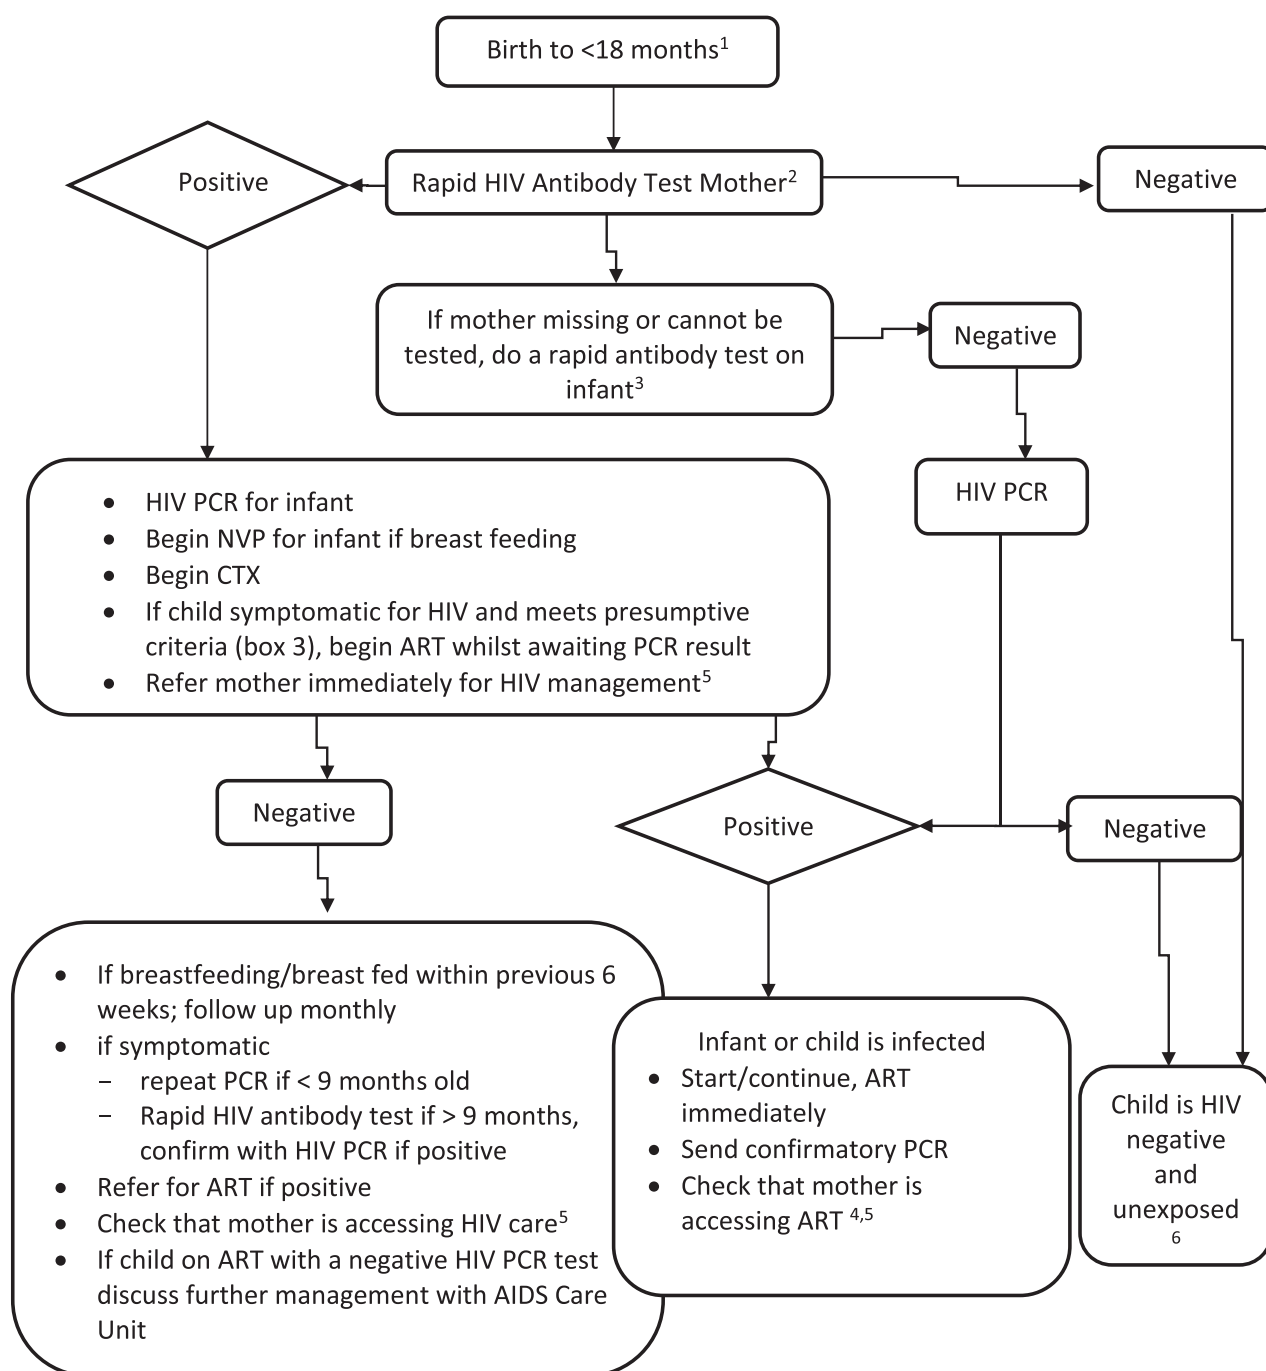 Birth to <18 months1
Positive
Rapid HIV Antibody Test Mother2
Negative
If mother missing or cannot be
tested, do a rapid antibody test on
infant3
Negative
HIV PCR
• HIV PCR for infant
• Begin NVP for infant if breast feeding
• Begin CTX
• If child symptomatic for HIV and meets presumptive
criteria (box 3), begin ART whilst awaiting PCR result
• Refer mother immediately for HIV management5
Negative
Positive
Negative
• If breastfeeding/breast fed within previous 6
weeks; follow up monthly
• if symptomatic
– repeat PCR if < 9 months old
– Rapid HIV antibody test if > 9 months,
confirm with HIV PCR if positive
• Refer for ART if positive
• Check that mother is accessing HIV care5
• If child on ART with a negative HIV PCR test
discuss further management with AIDS Care
Unit
Infant or child is infected
• Start/continue, ART
immediately
• Send confirmatory PCR
• Check that mother is
accessing ART 4,5
Child is HIV
negative
and
unexposed
6